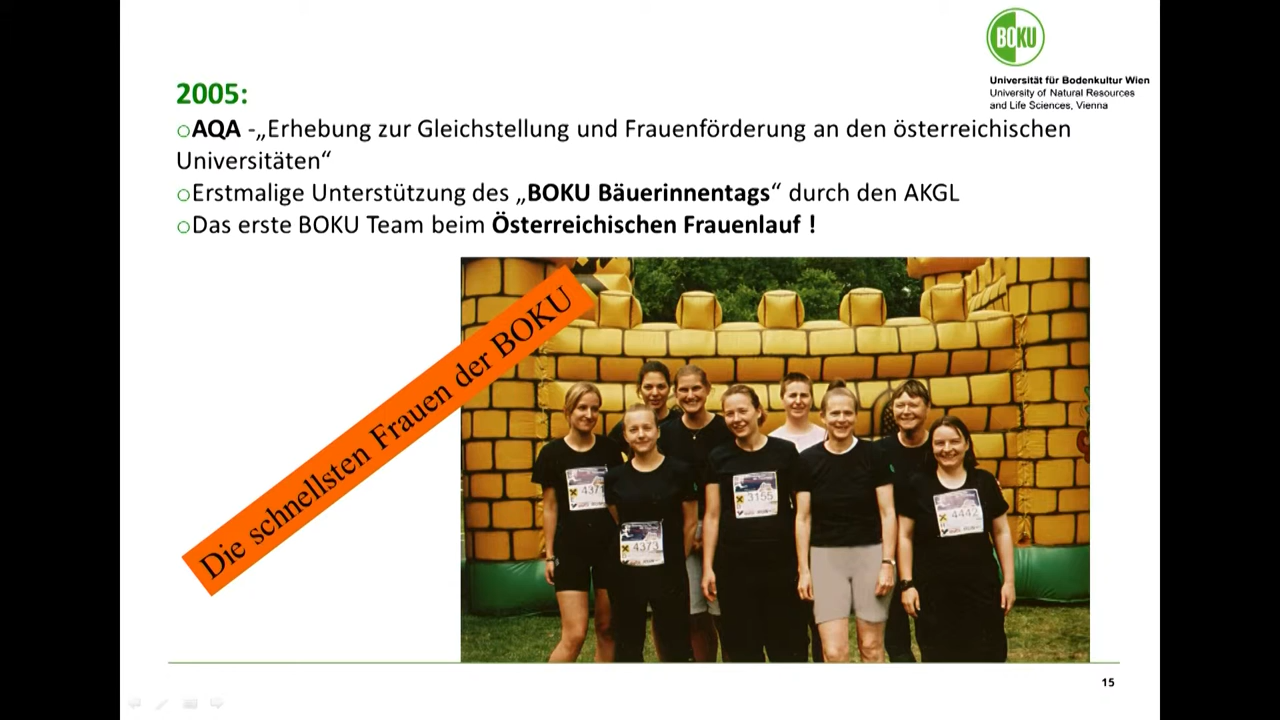 BOKU
Universität für Bodenkultur Wien
University of Natural Resources
and Life Sciences, Vienna
2005:
AQA -„Erhebung zur Gleichstellung und Frauenförderung an den österreichischen
Universitäten“
Erstmalige Unterstützung des „BOKU Bäuerinnentags“ durch den AKGL
Das erste BOKU Team beim Österreichischen Frauenlauf !
Die schnellsten Frauen der BOKU
3155
4442
4373
15